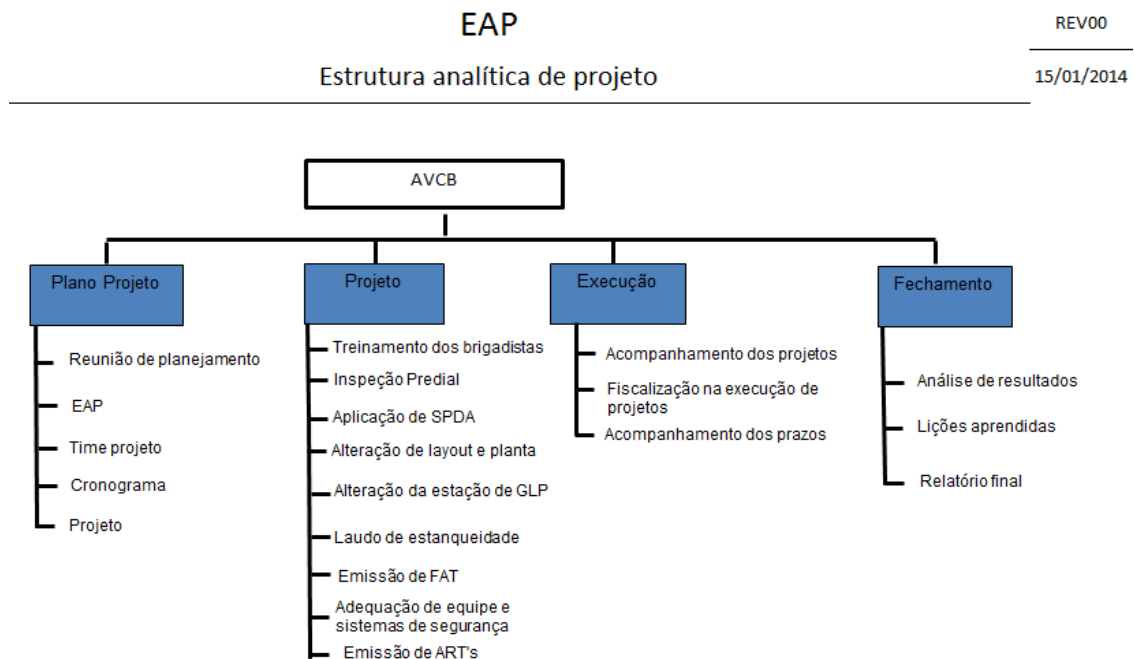 EAP
REV00
Estrutura analítica de projeto
15/01/2014
AVCB
Plano Projeto
Reunião de planejamento
EAP
Time projeto
Cronograma
Projeto
Projeto
Treinamento dos brigadistas
Inspeção Predial
Aplicação de SPDA
Alteração de layout e planta
Alteração da estação de GLP
Laudo de estanqueidade
Emissão de FAT
Adequação de equipe e
sistemas de segurança
Emissão de ART's
Execução
Acompanhamento dos projetos
Fiscalização na execução de
projetos
Acompanhamento dos prazos
Fechamento
Análise de resultados
Lições aprendidas
Relatório final